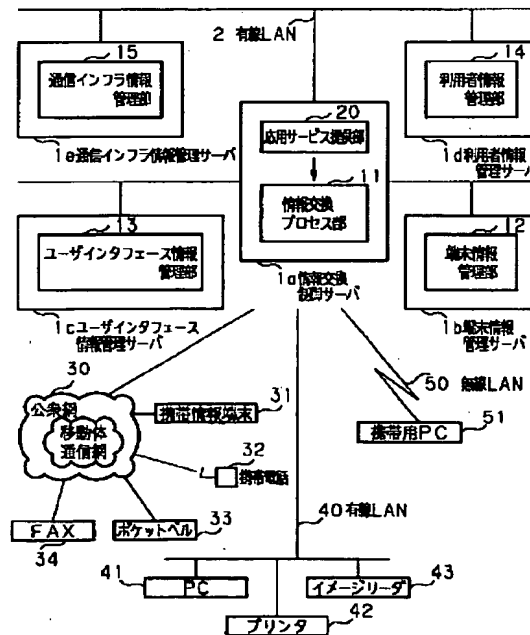 2 有線LAN
15
通信インフラ情報
管理部
1e通信インフラ情報管理サーバ
14
利用者情報
管理部
1d利用者情報
管理サーバ
20
応用サービス提供部
11
情報交換
プロセス部
1a情報交換
制御サーバ
13
ユーザインタフェース情報
管理部
1cユーザインタフェース
情報管理サーバ
12
端末情報
管理部
1b端末情報
管理サーバ
30
公衆網
移動体
通信網
31
携帯情報端末
32
携帯電話
33
ポケットベル
34
FAX
50 無線LAN
51
携帯用PC
40有線LAN
41
PC
42
プリンタ
43
イメージリーダ